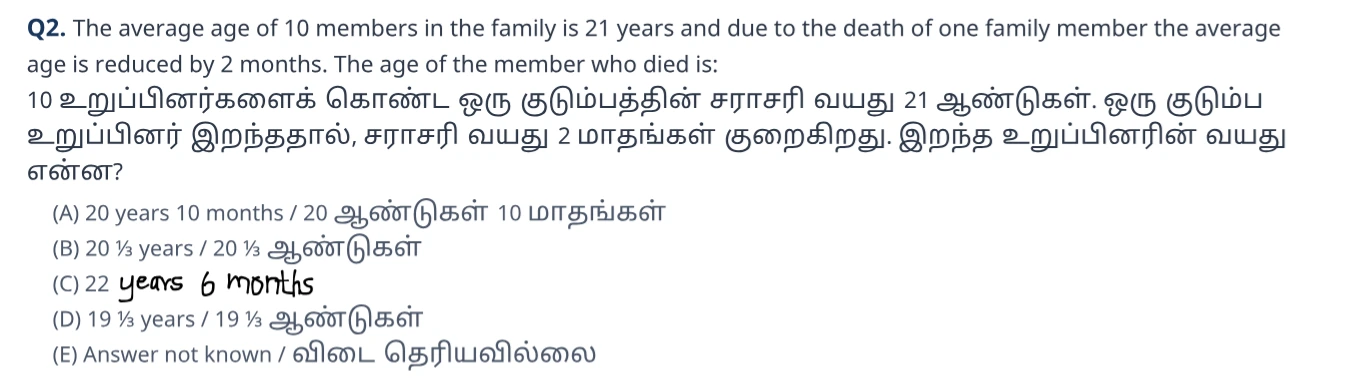 Q2. The average age of 10 members in the family is 21 years and due to the death of one family member the average
age is reduced by 2 months. The age of the member who died is:
10 உறுப்பினர்களைக் கொண்ட ஒரு குடும்பத்தின் சராசரி வயது 21 ஆண்டுகள். ஒரு குடும்ப
உறுப்பினர் இறந்ததால், சராசரி வயது 2 மாதங்கள் குறைகிறது. இறந்த உறுப்பினரின் வயது
என்ன?
(A) 20 years 10 months / 20 ஆண்டுகள் 10 மாதங்கள்
(B) 20 ⅓ years / 20 ⅓ ஆண்டுகள்
(C) 22 years 6 months
(D) 19 ⅓ years / 19 ⅓ ஆண்டுகள்
(E) Answer not known / விடை தெரியவில்லை